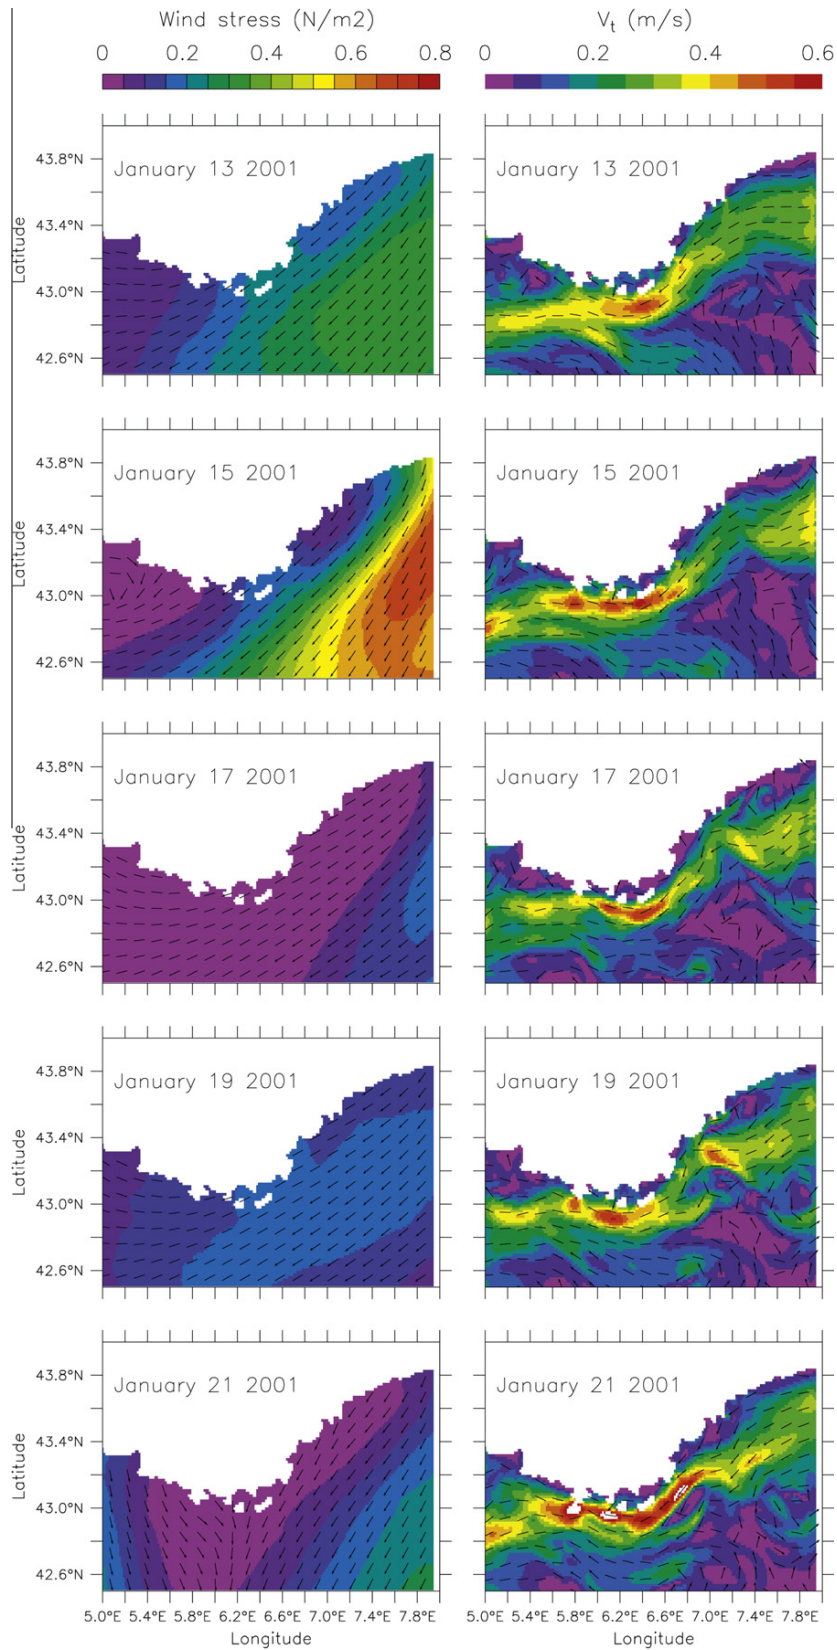 Wind stress (N/m2) Vt (m/s)
0 0.2 0.4 0.6 0.8 0 0.2 0.4 0.6
43.8°N January 13 2001 January 13 2001
43.4°N
Latitude
43.0°N
42.6°N
43.8°N January 15 2001 January 15 2001
43.4°N
Latitude
43.0°N
42.6°N
43.8°N January 17 2001 January 17 2001
43.4°N
Latitude
43.0°N
42.6°N
43.8°N January 19 2001 January 19 2001
43.4°N
Latitude
43.0°N
42.6°N
43.8°N January 21 2001 January 21 2001
43.4°N
Latitude
43.0°N
42.6°N
5.0°E 5.4°E 5.8°E 6.2°E 6.6°E 7.0°E 7.4°E 7.8°E 5.0°E 5.4°E 5.8°E 6.2°E 6.6°E 7.0°E 7.4°E 7.8°E
Longitude Longitude